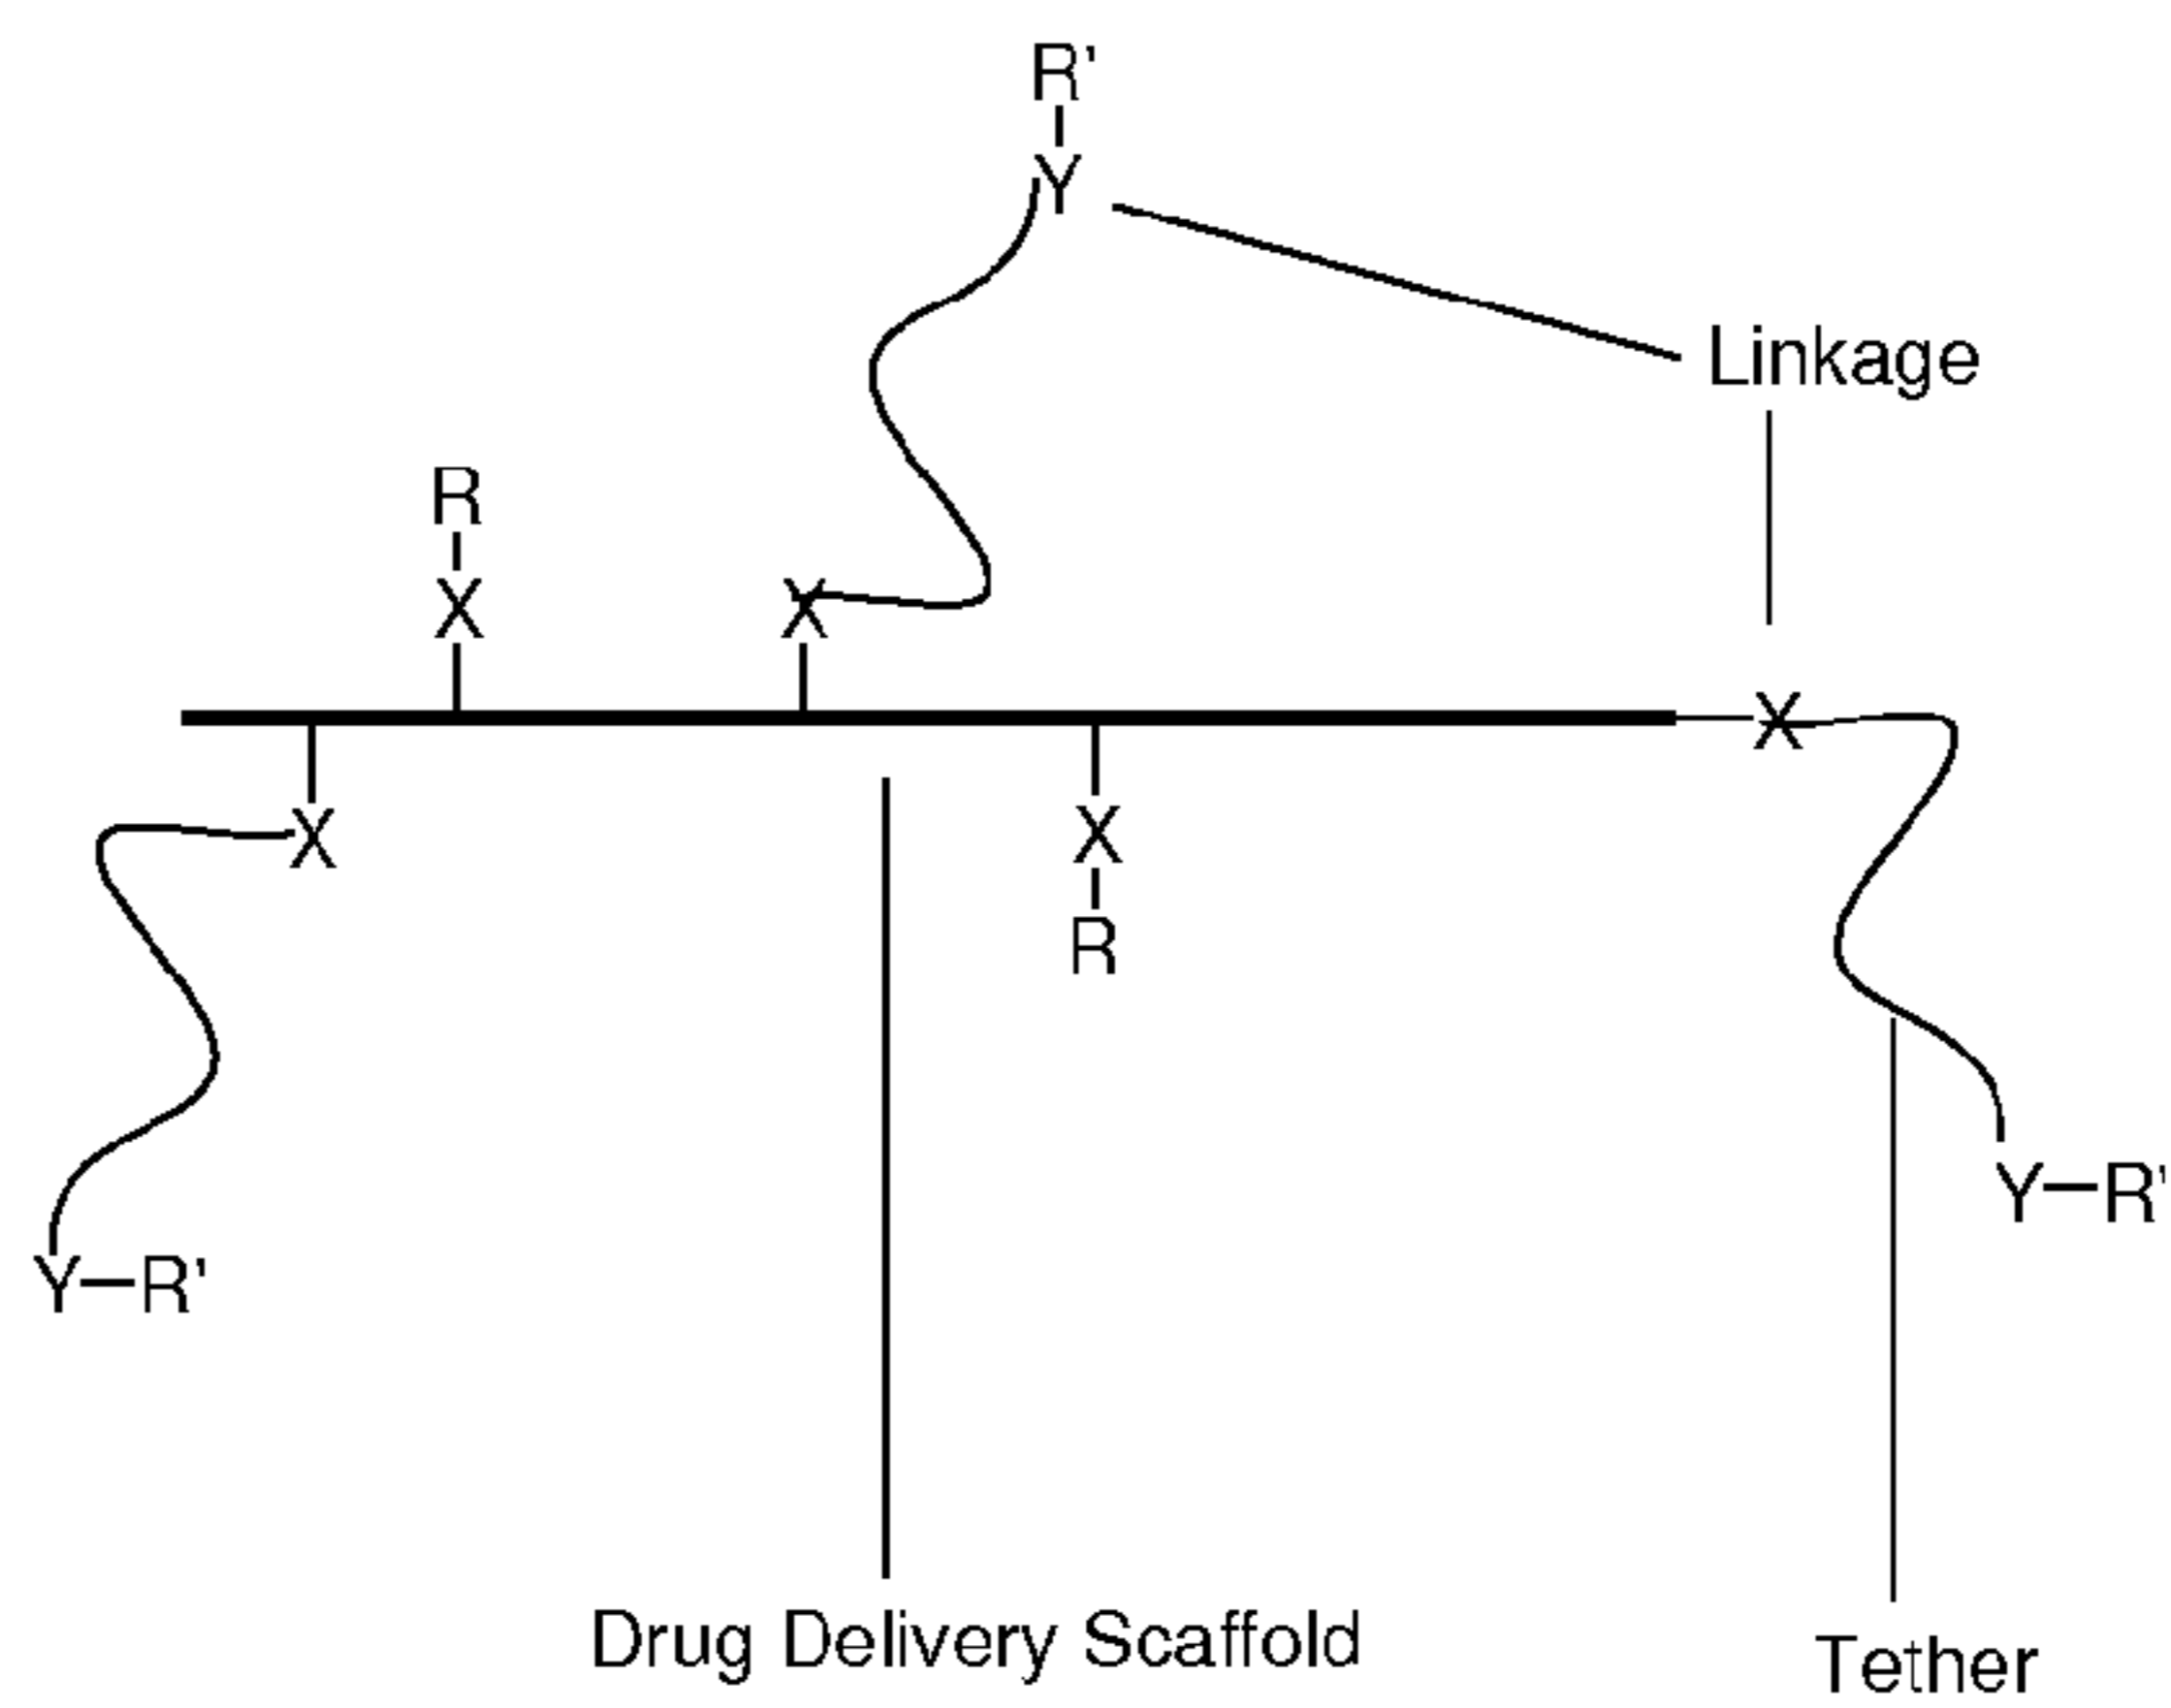 R'
Y
Linkage
R
X
X
X
X
X
R
Y–R'
Y–R'
Drug Delivery Scaffold
Tether